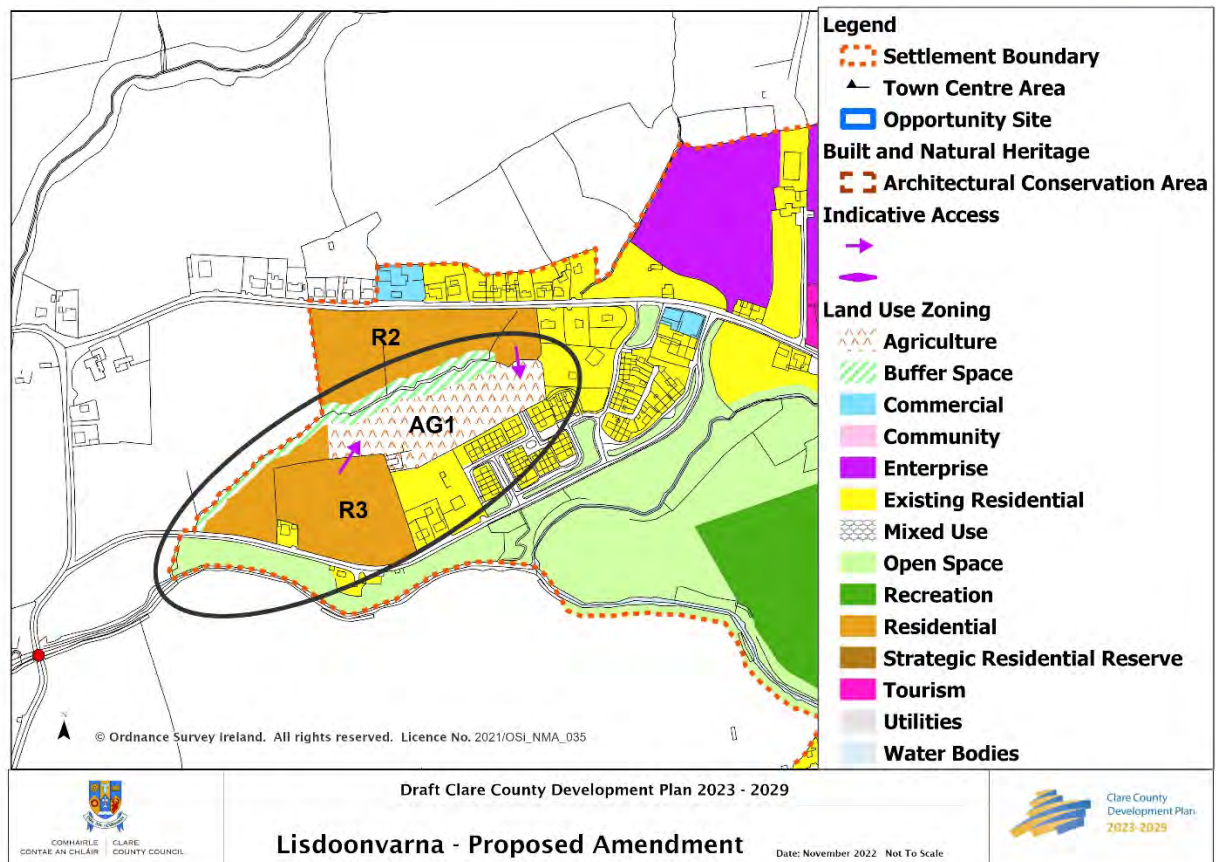 Legend
Settlement Boundary
Town Centre Area
Opportunity Site
Built and Natural Heritage
Architectural Conservation Area
Indicative Access
Land Use Zoning
Agriculture
Buffer Space
Commercial
Community
Enterprise
Existing Residential
Mixed Use
Open Space
Recreation
Residential
Strategic Residential Reserve
Tourism
Utilities
Water Bodies
R2
AG1
R3
N
© Ordnance Survey Ireland. All rights reserved. Licence No. 2021/OSi_NMA_035
COMHAIRLE CONTAE AN CHLÁIR
CLARE COUNTY COUNCIL
Draft Clare County Development Plan 2023 - 2029
Lisdoonvarna - Proposed Amendment
Date: November 2022 Not To Scale
Clare County
Development Plan
2023-2029